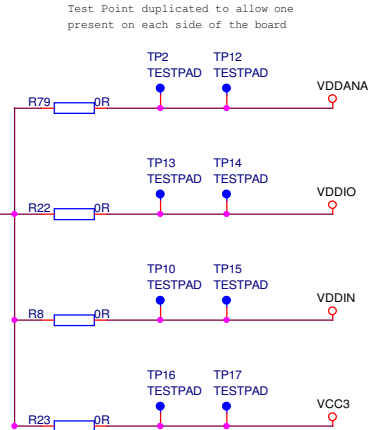 Test Point duplicated to allow one
present on each side of the board
TP2 TP12
TESTPAD TESTPAD
VDDANA
R79 0R
TP13 TP14
TESTPAD TESTPAD
VDDIO
R22 0R
TP10 TP15
TESTPAD TESTPAD
VDDIN
R8 0R
TP16 TP17
TESTPAD TESTPAD
VCC3
R23 0R